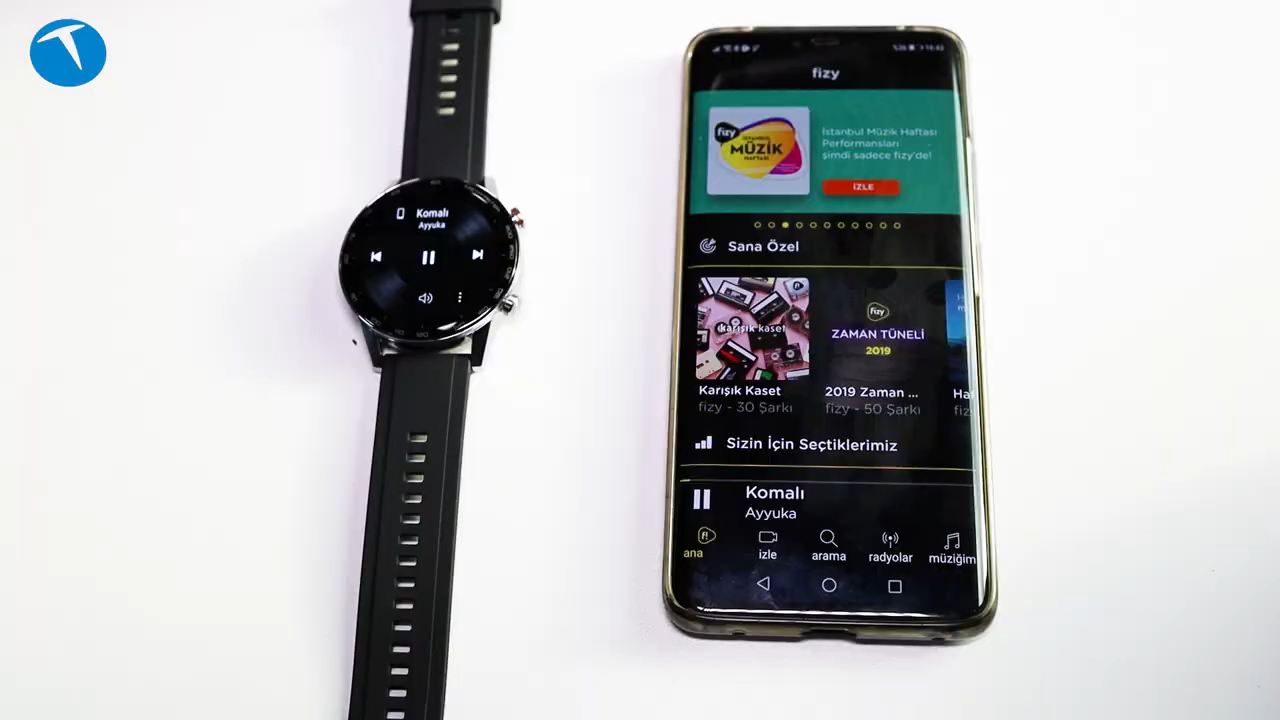 Komalı
Ayyuka
fizy
fizy
İSTANBUL
MÜZİK
HAFTASI
İstanbul Müzik Haftası
Performansları
şimdi sadece fizy'de!
İZLE
Sana Özel
karışık kaset
fizy
ZAMAN TÜNELİ
2019
Karışık Kaset
fizy - 30 Şarkı
2019 Zaman ...
fizy - 50 Şarkı
Sizin İçin Seçtiklerimiz
Komalı
Ayyuka
ana
izle
arama
radyolar
müziğim